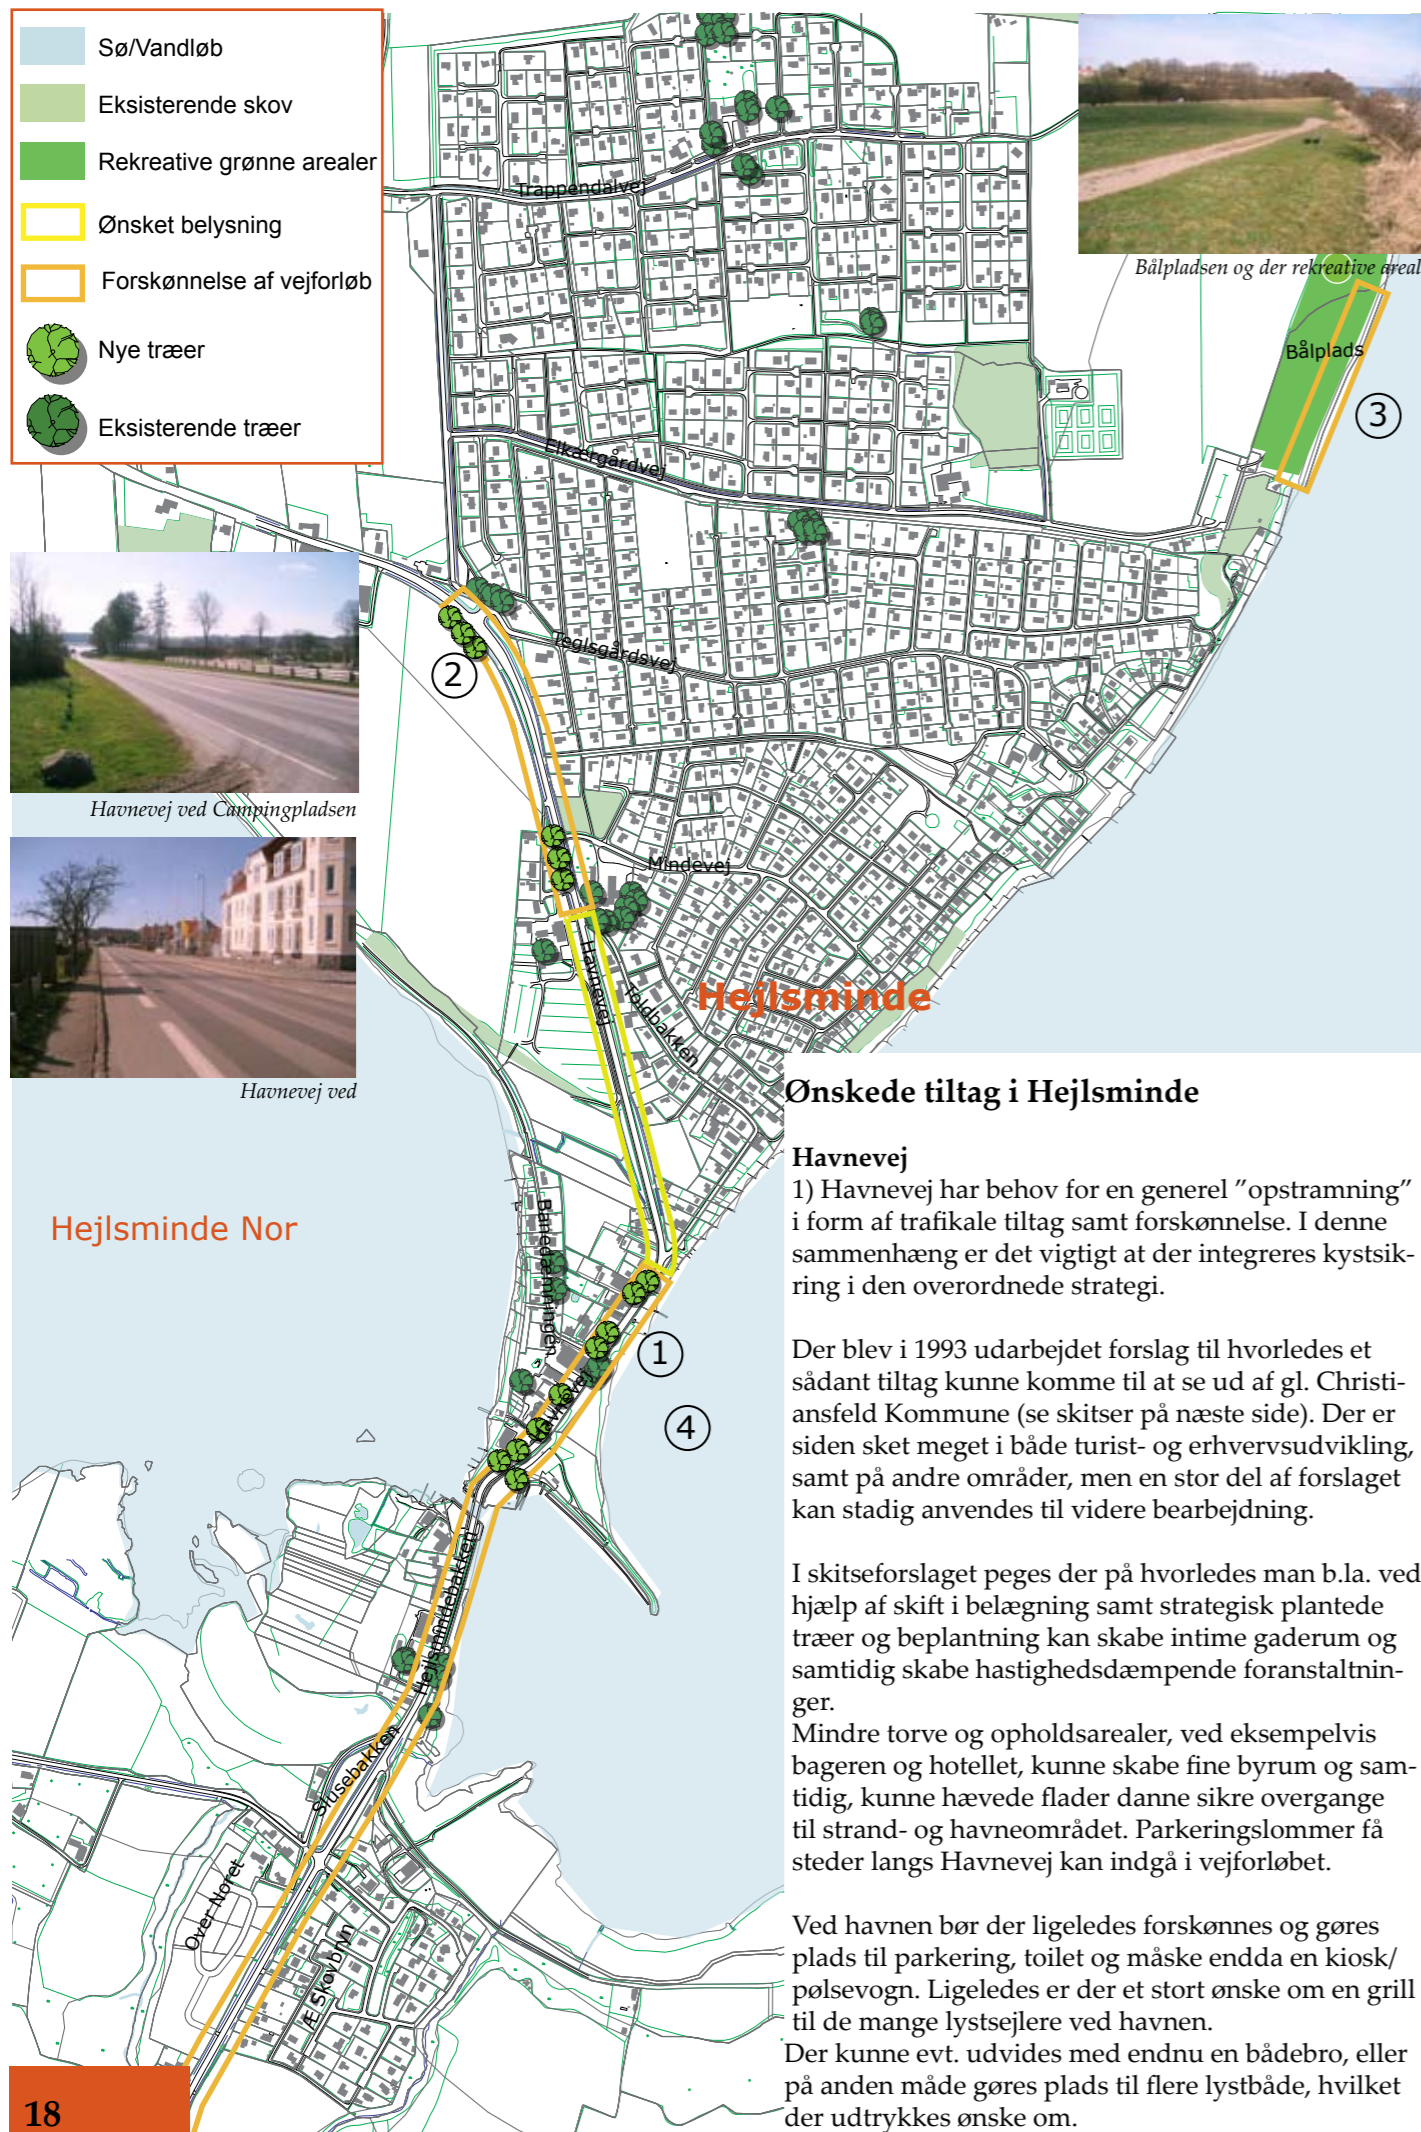 Sø/Vandløb
Eksisterende skov
Rekreative grønne arealer
Ønsket belysning
Forskønnelse af vejforløb
Nye træer
Eksisterende træer
Trappendalvej
Bålpladsen og der rekreative areal
Bålplads
3
Elkærgårdvej
Teglsgårdsvej
2
Havnevej ved Campingpladsen
Mindevej
Havnevej
Toldbakken
Hejlsminde
Havnevej ved
Hejlsminde Nor
Banedæmningen
1
Havnevej
4
Hejlsmindebakken
Slusebakken
Over Noret
Æ Skovbryn
Ønskede tiltag i Hejlsminde
Havnevej
1) Havnevej har behov for en generel ”opstramning”
i form af trafikale tiltag samt forskønnelse. I denne
sammenhæng er det vigtigt at der integreres kystsik-
ring i den overordnede strategi.
Der blev i 1993 udarbejdet forslag til hvorledes et
sådant tiltag kunne komme til at se ud af gl. Christi-
ansfeld Kommune (se skitser på næste side). Der er
siden sket meget i både turist- og erhvervsudvikling,
samt på andre områder, men en stor del af forslaget
kan stadig anvendes til videre bearbejdning.
I skitseforslaget peges der på hvorledes man b.la. ved
hjælp af skift i belægning samt strategisk plantede
træer og beplantning kan skabe intime gaderum og
samtidig skabe hastighedsdæmpende foranstaltnin-
ger.
Mindre torve og opholdsarealer, ved eksempelvis
bageren og hotellet, kunne skabe fine byrum og sam-
tidig, kunne hævede flader danne sikre overgange
til strand- og havneområdet. Parkeringslommer få
steder langs Havnevej kan indgå i vejforløbet.
Ved havnen bør der ligeledes forskønnes og gøres
plads til parkering, toilet og måske endda en kiosk/
pølsevogn. Ligeledes er der et stort ønske om en grill
til de mange lystsejlere ved havnen.
Der kunne evt. udvides med endnu en bådebro, eller
på anden måde gøres plads til flere lystbåde, hvilket
der udtrykkes ønske om.
18